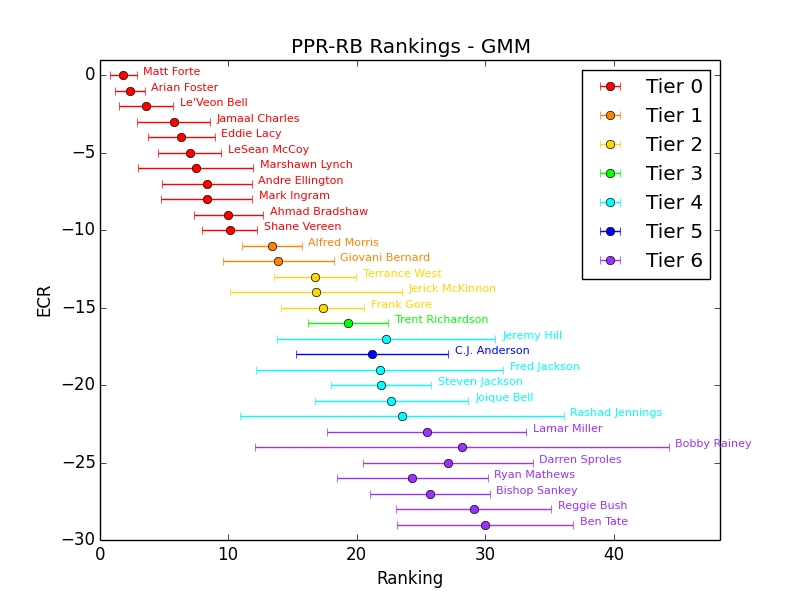 PPR-RB Rankings - GMM
Matt Forte
Arian Foster
Le'Veon Bell
Jamaal Charles
Eddie Lacy
LeSean McCoy
Marshawn Lynch
Andre Ellington
Mark Ingram
Ahmad Bradshaw
Shane Vereen
Alfred Morris
Giovani Bernard
Terrance West
Jerick McKinnon
Frank Gore
Trent Richardson
Jeremy Hill
C.J. Anderson
Fred Jackson
Steven Jackson
Joique Bell
Rashad Jennings
Lamar Miller
Bobby Rainey
Darren Sproles
Ryan Mathews
Bishop Sankey
Reggie Bush
Ben Tate
Tier 0
Tier 1
Tier 2
Tier 3
Tier 4
Tier 5
Tier 6
ECR
0
−5
−10
−15
−20
−25
−30
0 10 20 30 40
Ranking